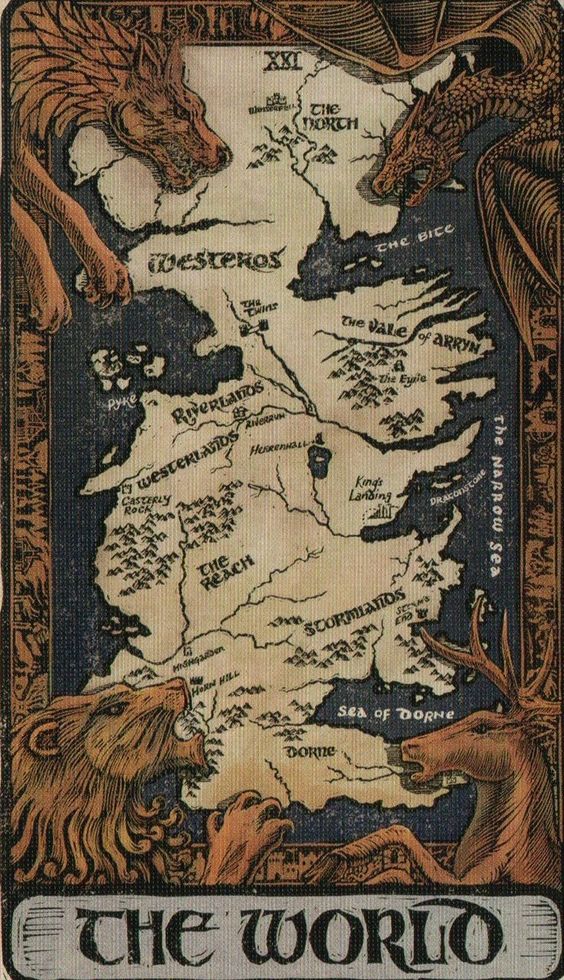 XXI
WINTERFELL
THE
NORTH
THE BITE
WESTEROS
THE
TWINS
THE VALE of ARRYN
The Eyrie
Pyke
RIVERLANDS
RIVERRUN
WESTERLANDS
HERRENHALL
CASTERLY
ROCK
King's
Landing
DRAGONSTONE
The NARROW Sea
THE
REACH
STORMLANDS
STORM'S
END
HIGHGARDEN
HORN HILL
Sea OF DORNE
DORNE
THE WORLD